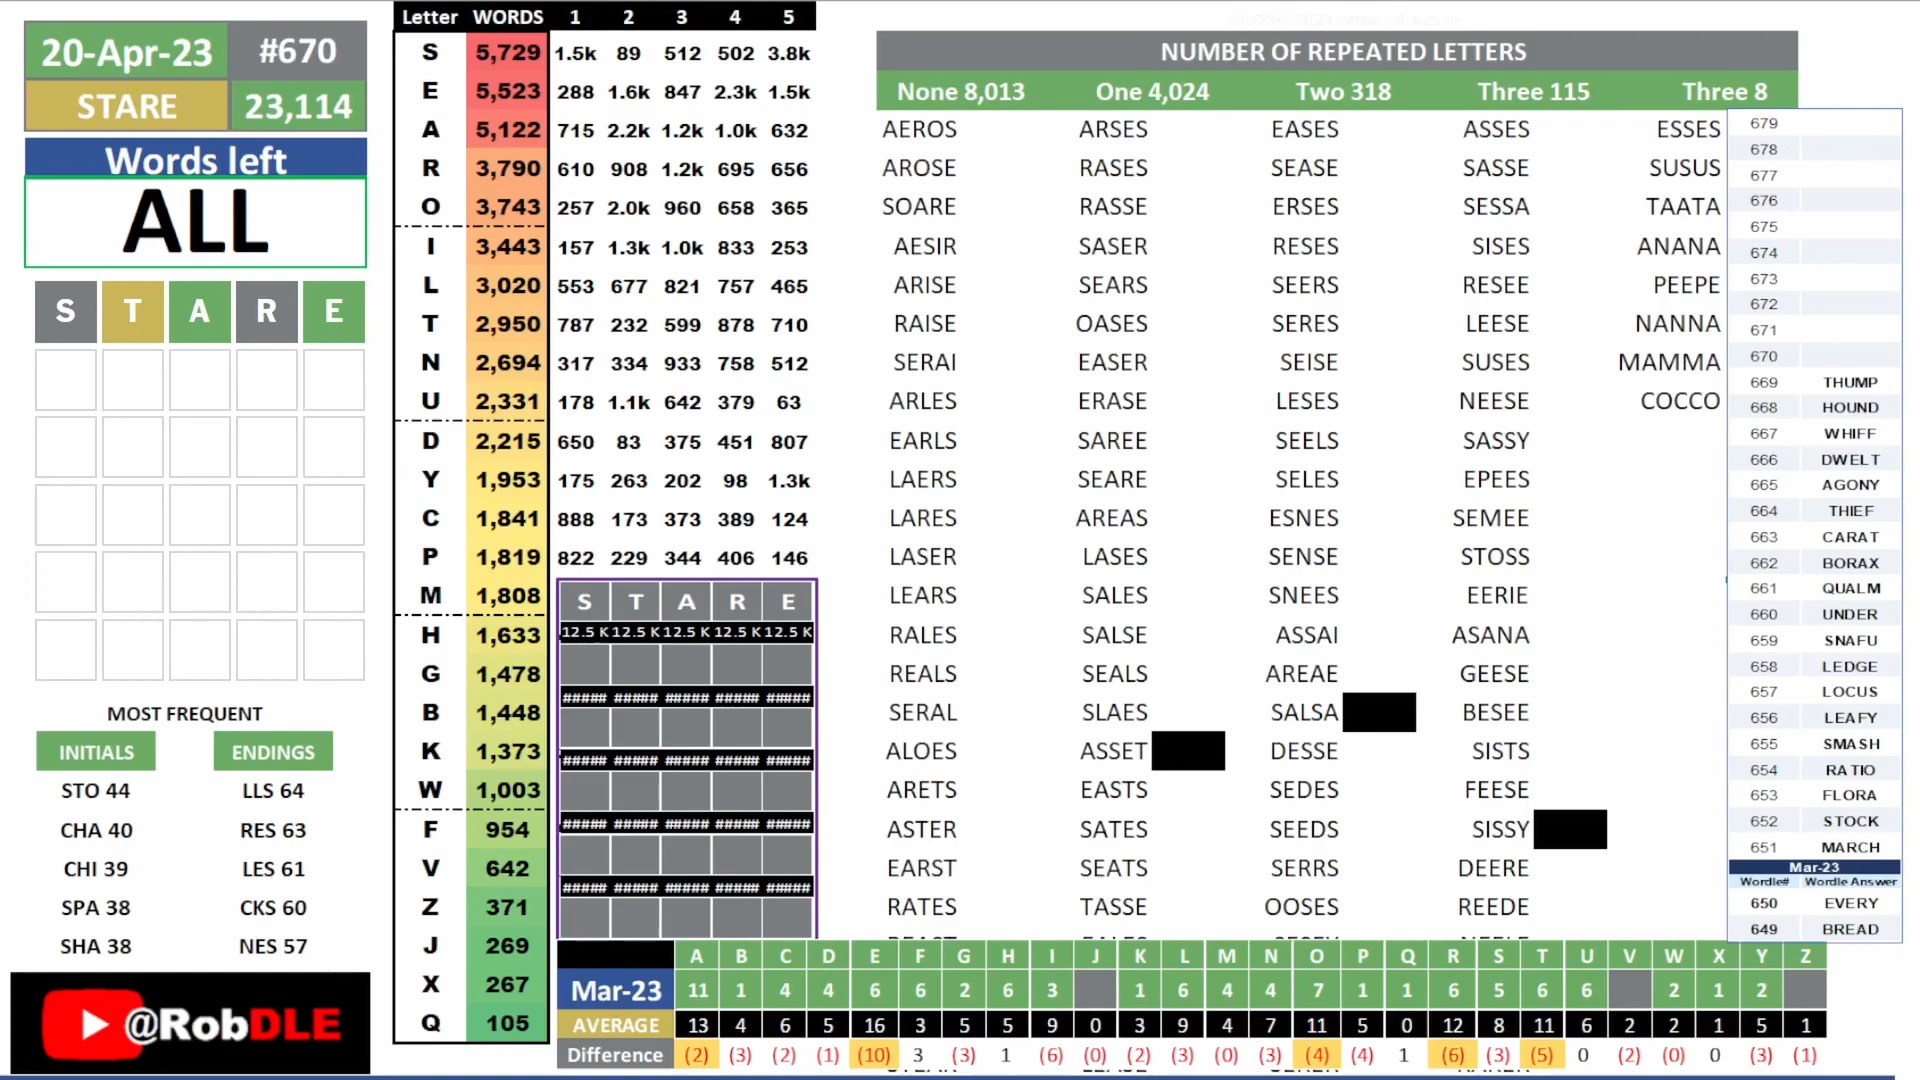 20-Apr-23 #670
STARE 23,114
Words left
ALL
S T A R E
MOST FREQUENT
INITIALS ENDINGS
STO 44 LLS 64
CHA 40 RES 63
CHI 39 LES 61
SPA 38 CKS 60
SHA 38 NES 57
@RobDLE
Letter WORDS 1 2 3 4 5
S 5,729 1.5k 89 512 502 3.8k
E 5,523 288 1.6k 847 2.3k 1.5k
A 5,122 715 2.2k 1.2k 1.0k 632
R 3,790 610 908 1.2k 695 656
O 3,743 257 2.0k 960 658 365
I 3,443 157 1.3k 1.0k 833 253
L 3,020 553 677 821 757 465
T 2,950 787 232 599 878 710
N 2,694 317 334 933 758 512
U 2,331 178 1.1k 642 379 63
D 2,215 650 83 375 451 807
Y 1,953 175 263 202 98 1.3k
C 1,841 888 173 373 389 124
P 1,819 822 229 344 406 146
M 1,808
H 1,633
G 1,478
B 1,448
K 1,373
W 1,003
F 954
V 642
Z 371
J 269
X 267
Q 105
S T A R E
12.5 K 12.5 K 12.5 K 12.5 K 12.5 K
##### ##### ##### ##### #####
##### ##### ##### ##### #####
##### ##### ##### ##### #####
##### ##### ##### ##### #####
NUMBER OF REPEATED LETTERS
None 8,013 One 4,024 Two 318 Three 115 Three 8
AEROS ARSES EASES ASSES ESSES
AROSE RASES SEASE SASSE SUSUS
SOARE RASSE ERSES SESSA TAATA
AESIR SASER RESES SISES ANANA
ARISE SEARS SEERS RESEE PEEPE
RAISE OASES SERES LEESE NANNA
SERAI EASER SEISE SUSES MAMMA
ARLES ERASE LESES NEESE COCCO
EARLS SAREE SEELS SASSY
LAERS SEARE SELES EPEES
LARES AREAS ESNES SEMEE
LASER LASES SENSE STOSS
LEARS SALES SNEES EERIE
RALES SALSE ASSAI ASANA
REALS SEALS AREAE GEESE
SERAL SLAES SALSA BESEE
ALOES ASSET DESSE SISTS
ARETS EASTS SEDES FEESE
ASTER SATES SEEDS SISSY
EARST SEATS SERRS DEERE
RATES TASSE OOSES REEDE
679
678
677
676
675
674
673
672
671
670
669 THUMP
668 HOUND
667 WHIFF
666 DWELT
665 AGONY
664 THIEF
663 CARAT
662 BORAX
661 QUALM
660 UNDER
659 SNAFU
658 LEDGE
657 LOCUS
656 LEAFY
655 SMASH
654 RATIO
653 FLORA
652 STOCK
651 MARCH
Mar-23
Wordle# Wordle Answer
650 EVERY
649 BREAD
A B C D E F G H I J K L M N O P Q R S T U V W X Y Z
Mar-23 11 1 4 4 6 6 2 6 3 1 6 4 4 7 1 1 6 5 6 6 2 1 2
AVERAGE 13 4 6 5 16 3 5 5 9 0 3 9 4 7 11 5 0 12 8 11 6 2 2 1 5 1
Difference (2) (3) (2) (1) (10) 3 (3) 1 (6) (0) (2) (3) (0) (3) (4) (4) 1 (6) (3) (5) 0 (2) (0) 0 (3) (1)